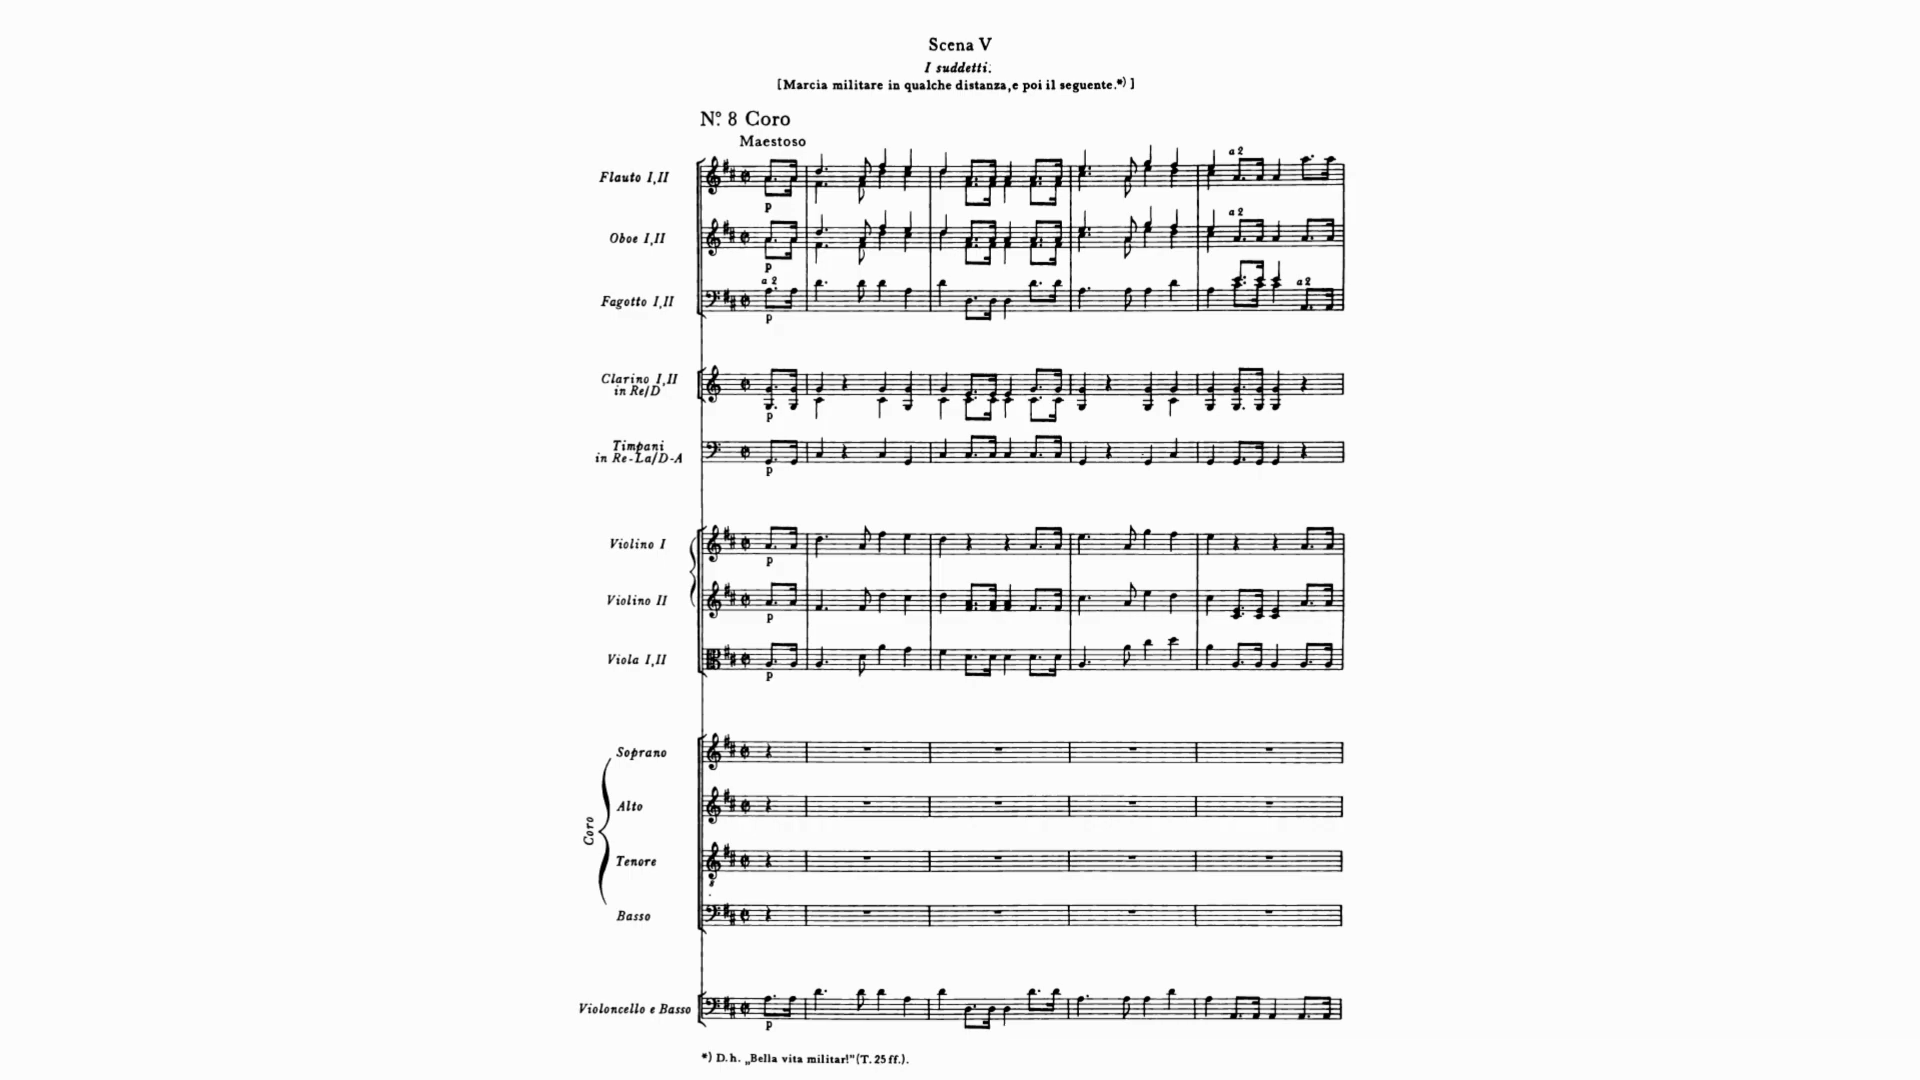 Scena V
I suddetti.
[Marcia militare in qualche distanza, e poi il seguente.*)]
Nº. 8 Coro
Maestoso
a 2
Flauto I, II
p
a 2
Oboe I, II
p
a 2
a 2
Fagotto I, II
p
Clarino I, II
in Re/D
p
Timpani
in Re-La/D-A
p
Violino I
p
Violino II
p
Viola I, II
p
Soprano
Alto
Coro
Tenore
8
Basso
Violoncello e Basso
p
*) D. h. „Bella vita militar!" (T. 25 ff.).